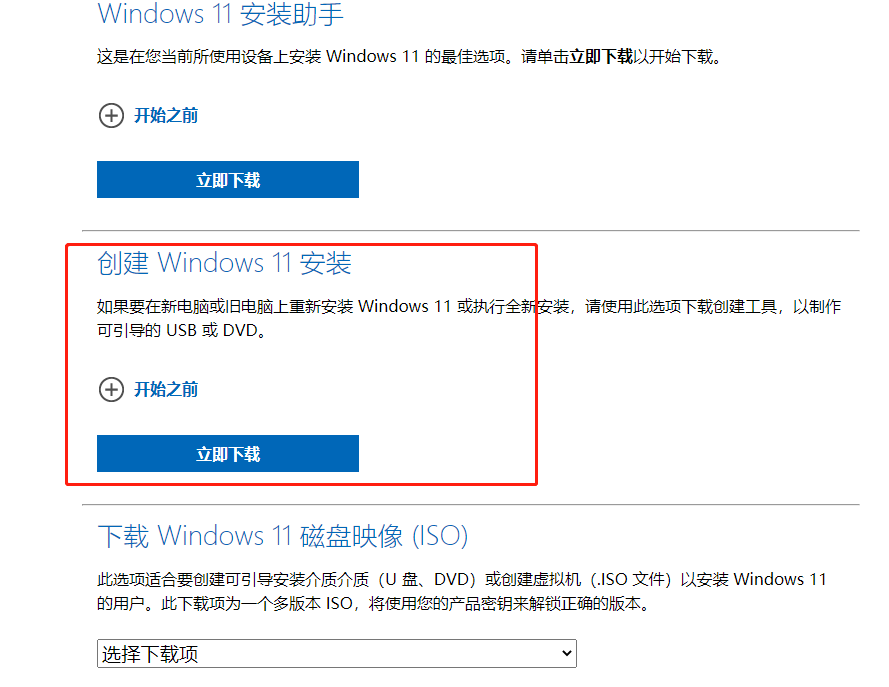 Windows 11 安装助手
这是在您当前所使用设备上安装 Windows 11 的最佳选项。请单击立即下载以开始下载。
开始之前
立即下载
创建 Windows 11 安装
如果要在新电脑或旧电脑上重新安装 Windows 11 或执行全新安装，请使用此选项下载创建工具，以制作
可引导的 USB 或 DVD。
开始之前
立即下载
下载 Windows 11 磁盘映像 (ISO)
此选项适合要创建可引导安装介质介质（U 盘、DVD）或创建虚拟机（.ISO 文件）以安装 Windows 11
的用户。此下载项为一个多版本 ISO，将使用您的产品密钥来解锁正确的版本。
选择下载项